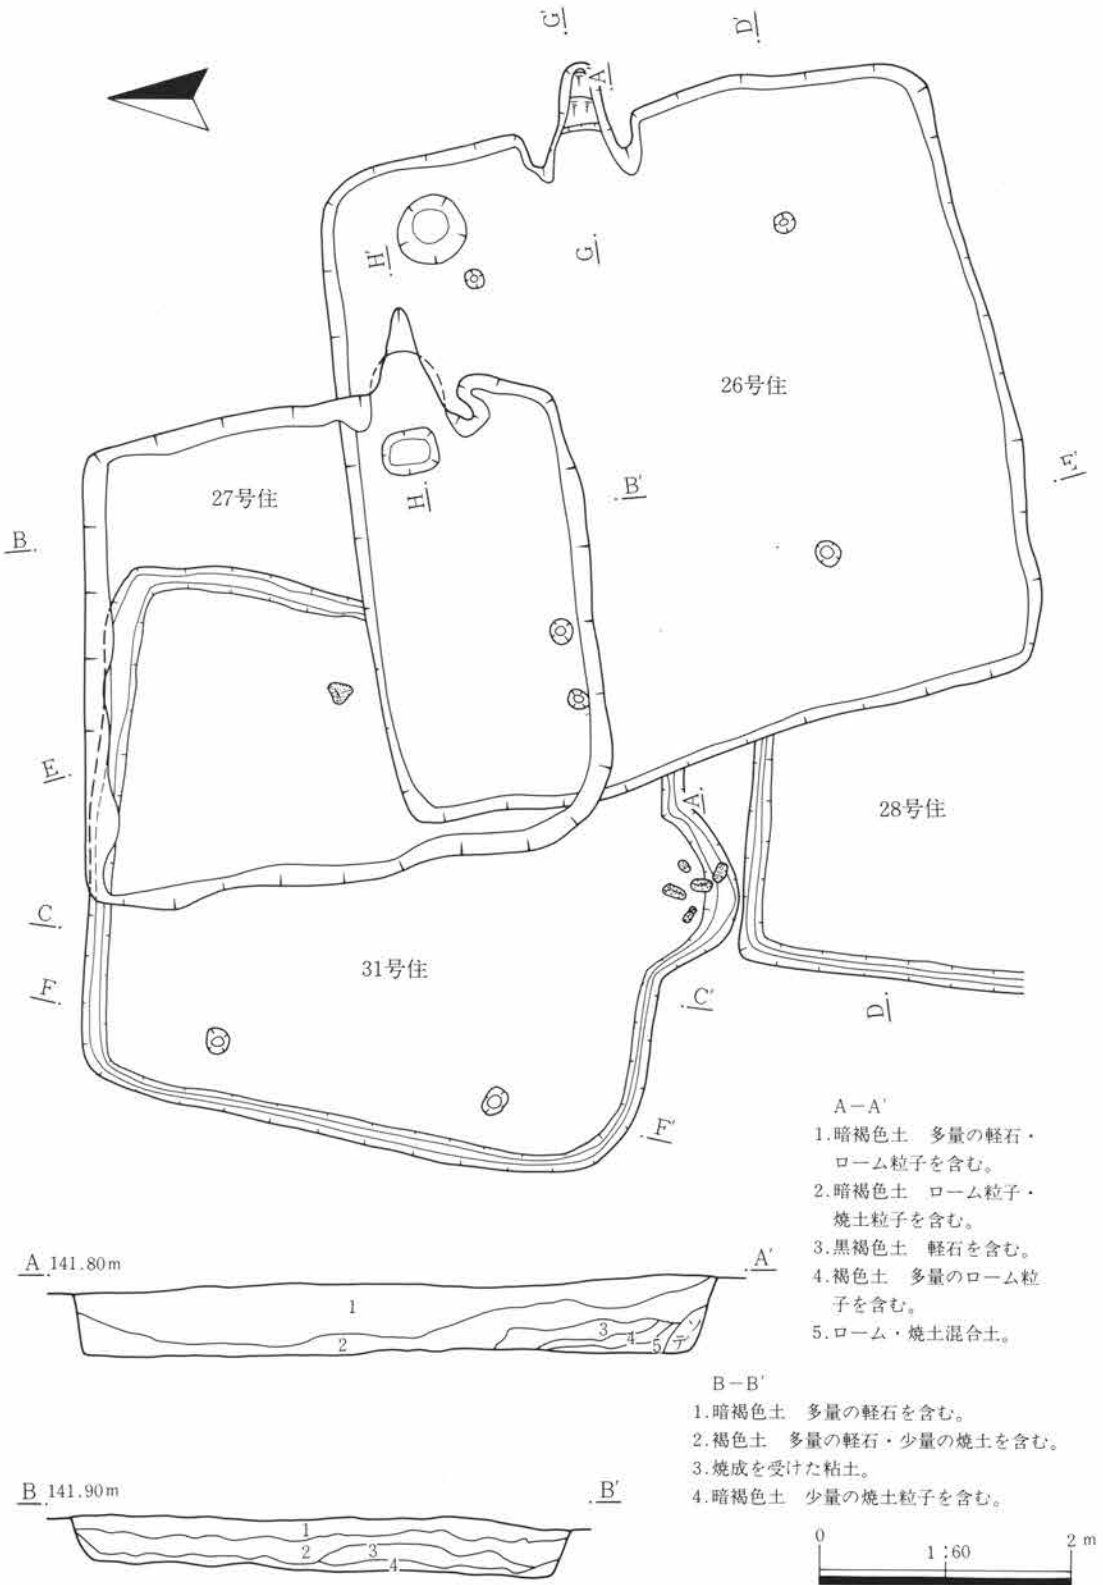 G'
D'
A
H'
G
26号住
E'
27号住
H
B'
B
E
A'
28号住
C
31号住
F
C'
D
F'
A-A'
1.暗褐色土 多量の軽石・
ローム粒子を含む。
2.暗褐色土 ローム粒子・
焼土粒子を含む。
3.黒褐色土 軽石を含む。
4.褐色土 多量のローム粒
子を含む。
5.ローム・焼土混合土。
A 141.80m
A'
1
2
3
4
5
B-B'
1.暗褐色土 多量の軽石を含む。
2.褐色土 多量の軽石・少量の焼土を含む。
3.焼成を受けた粘土。
4.暗褐色土 少量の焼土粒子を含む。
B 141.90m
B'
1
2
3
4
0
1:60
2 m